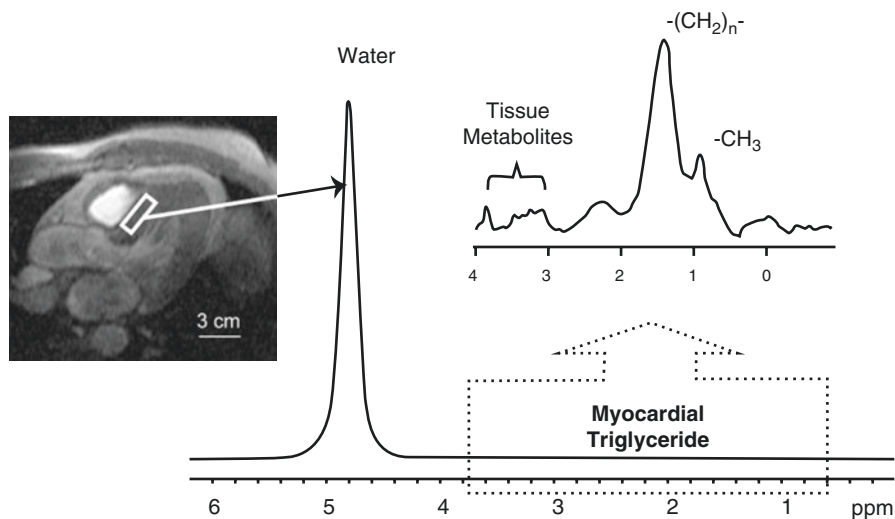 -(CH2)n-
Water
Tissue
Metabolites
-CH3
4 3 2 1 0
3 cm
Myocardial
Triglyceride
6 5 4 3 2 1 ppm